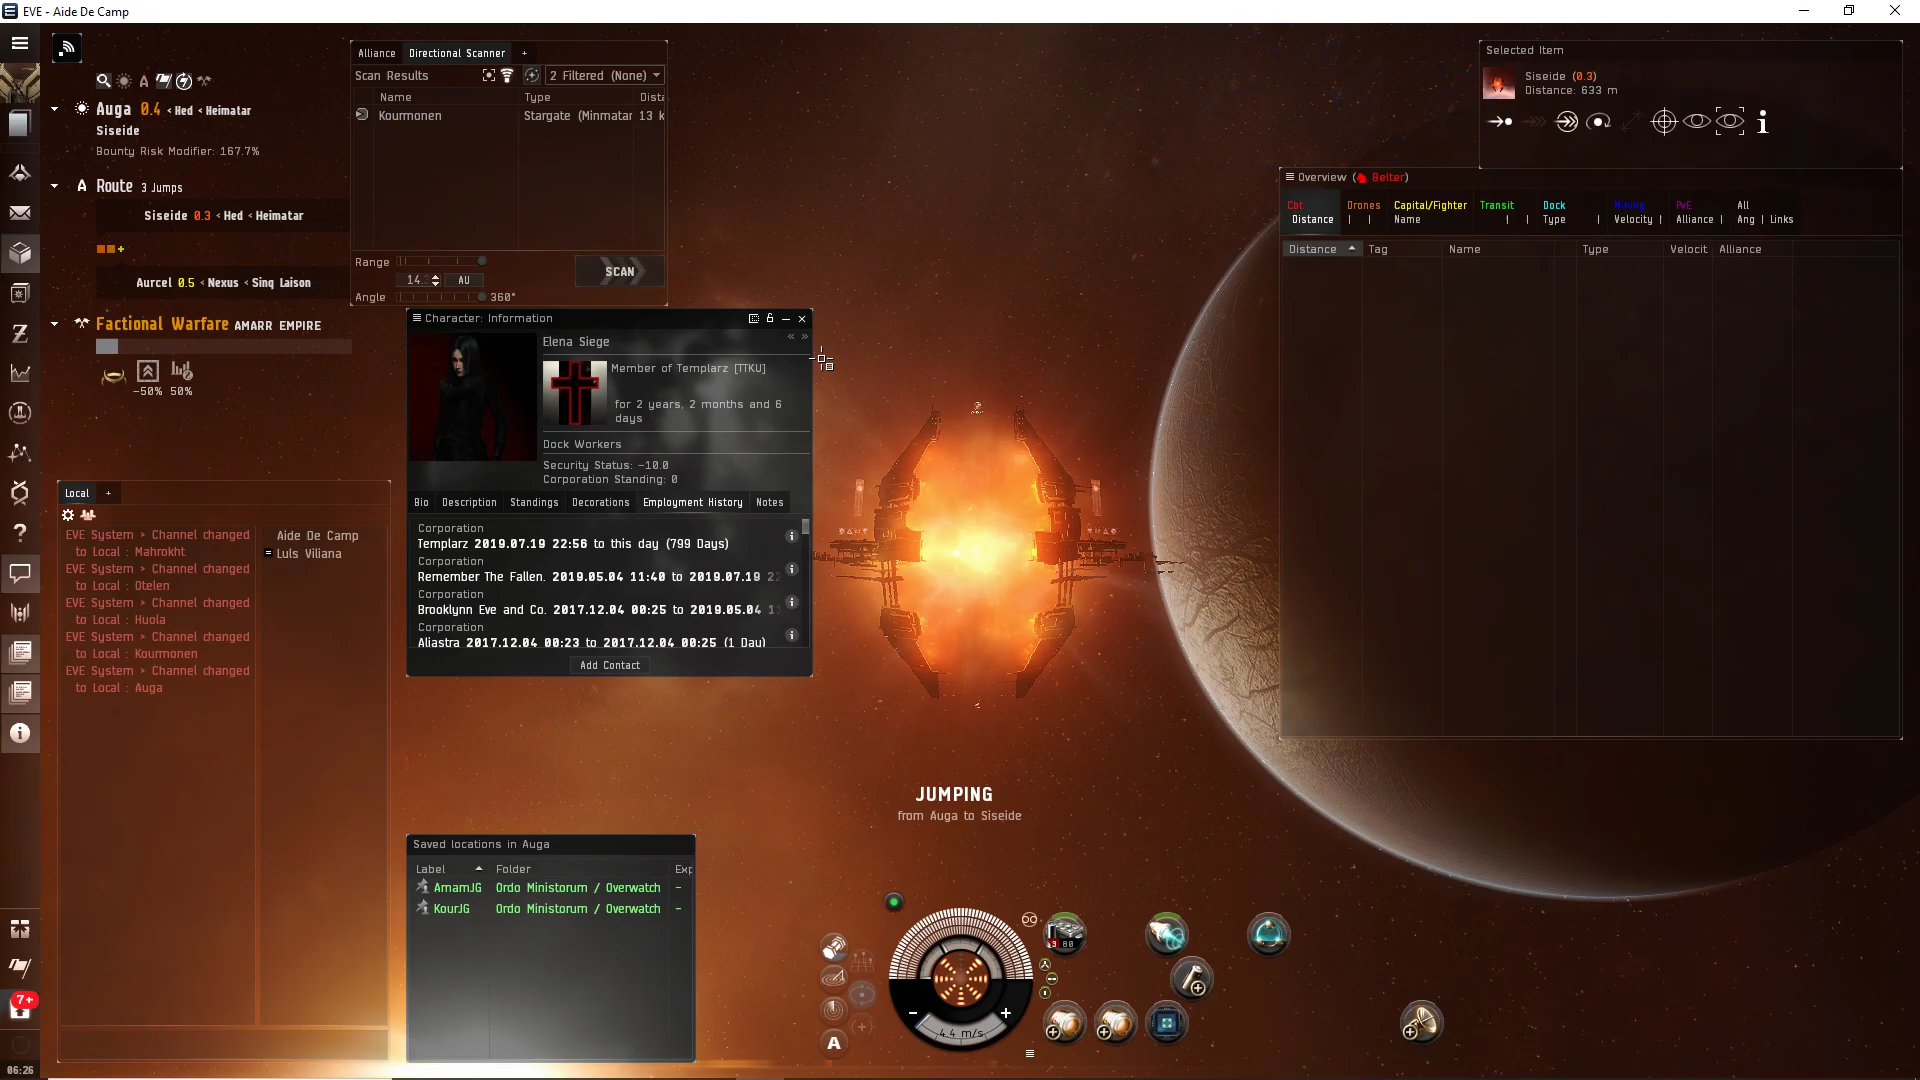 EVE - Aide De Camp
Alliance
Directional Scanner
+
Scan Results
2 Filtered (None)
Name
Type
Dista
Kourmonen
Stargate (Minmatar
13 k
Range
14.
AU
SCAN
Angle
360°
Auga 0.4 < Hed < Heimatar
Siseide
Bounty Risk Modifier: 167.7%
A
Route 3 Jumps
Siseide 0.3 < Hed < Heimatar
Aurcel 0.5 < Nexus < Sinq Laison
Factional Warfare AMARR EMPIRE
-50% 50%
Selected Item
Siseide (0.3)
Distance: 633 m
Overview (Belter)
Cbt
Drones
Capital/Fighter
Transit
Dock
Mining
PvE
All
Distance
Name
Type
Velocity
Alliance
Ang
Links
Distance
Tag
Name
Type
Velocit
Alliance
Character: Information
Elena Siege
Member of Templarz [TTKU]
for 2 years, 2 months and 6
days
Dock Workers
Security Status: -10.0
Corporation Standing: 0
Bio
Description
Standings
Decorations
Employment History
Notes
Corporation
Templarz 2019.07.19 22:56 to this day (799 Days)
Corporation
Remember The Fallen. 2019.05.04 11:40 to 2019.07.19 22
Corporation
Brooklynn Eve and Co. 2017.12.04 00:25 to 2019.05.04 11
Corporation
Aliastra 2017.12.04 00:23 to 2017.12.04 00:25 (1 Day)
Add Contact
Local
+
EVE System > Channel changed
to Local : Mahrokht
EVE System > Channel changed
to Local : Otelen
EVE System > Channel changed
to Local : Huola
EVE System > Channel changed
to Local : Kourmonen
EVE System > Channel changed
to Local : Auga
Aide De Camp
Luls Viliana
JUMPING
from Auga to Siseide
Saved locations in Auga
Label
Folder
Exp
AmamJG
Ordo Ministorum / Overwatch
-
KourJG
Ordo Ministorum / Overwatch
-
3 80
4.4 m/s
A
7+
06:26